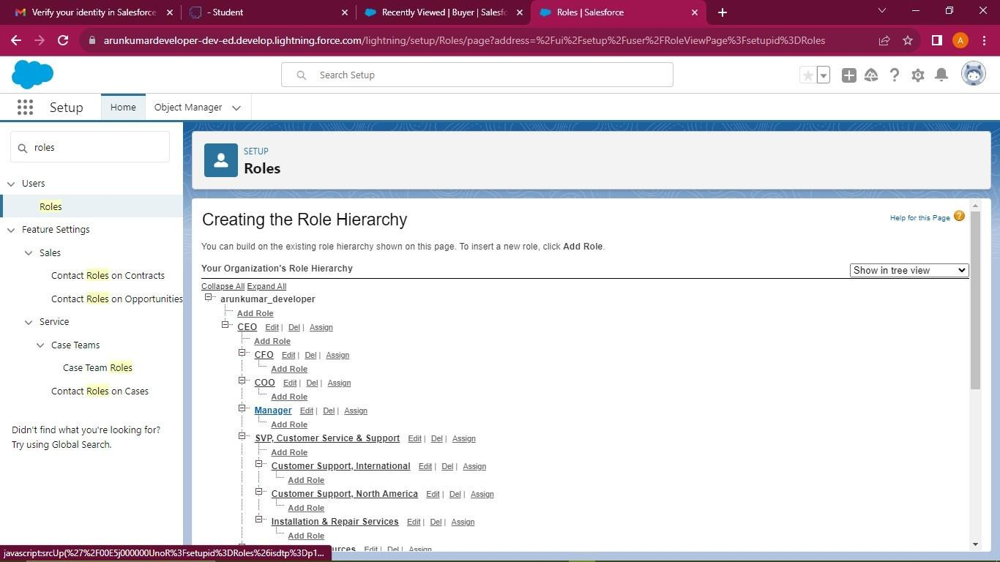 Verify your identity in Salesforce
- Student
Recently Viewed | Buyer | Salesfo
Roles | Salesforce
arunkumardeveloper-dev-ed.develop.lightning.force.com/lightning/setup/Roles/page?address=%2Fui%2Fsetup%2Fuser%2FRoleViewPage%3Fsetupid%3DRoles
A
Search Setup
Setup
Home
Object Manager
roles
SETUP
Roles
Users
Roles
Feature Settings
Sales
Contact Roles on Contracts
Contact Roles on Opportunities
Service
Case Teams
Case Team Roles
Contact Roles on Cases
Didn't find what you're looking for?
Try using Global Search.
Creating the Role Hierarchy
Help for this Page
You can build on the existing role hierarchy shown on this page. To insert a new role, click Add Role.
Your Organization's Role Hierarchy
Show in tree view
Collapse All Expand All
arunkumar_developer
Add Role
CEO Edit | Del | Assign
Add Role
CFO Edit | Del | Assign
Add Role
COO Edit | Del | Assign
Add Role
Manager Edit | Del | Assign
Add Role
SVP, Customer Service & Support Edit | Del | Assign
Add Role
Customer Support, International Edit | Del | Assign
Add Role
Customer Support, North America Edit | Del | Assign
Add Role
Installation & Repair Services Edit | Del | Assign
Add Role
Edit | Del | Assign
javascript:srcUp(%27%2F00E5j000000UnoR%3Fsetupid%3DRoles%26isdtp%3Dp1...